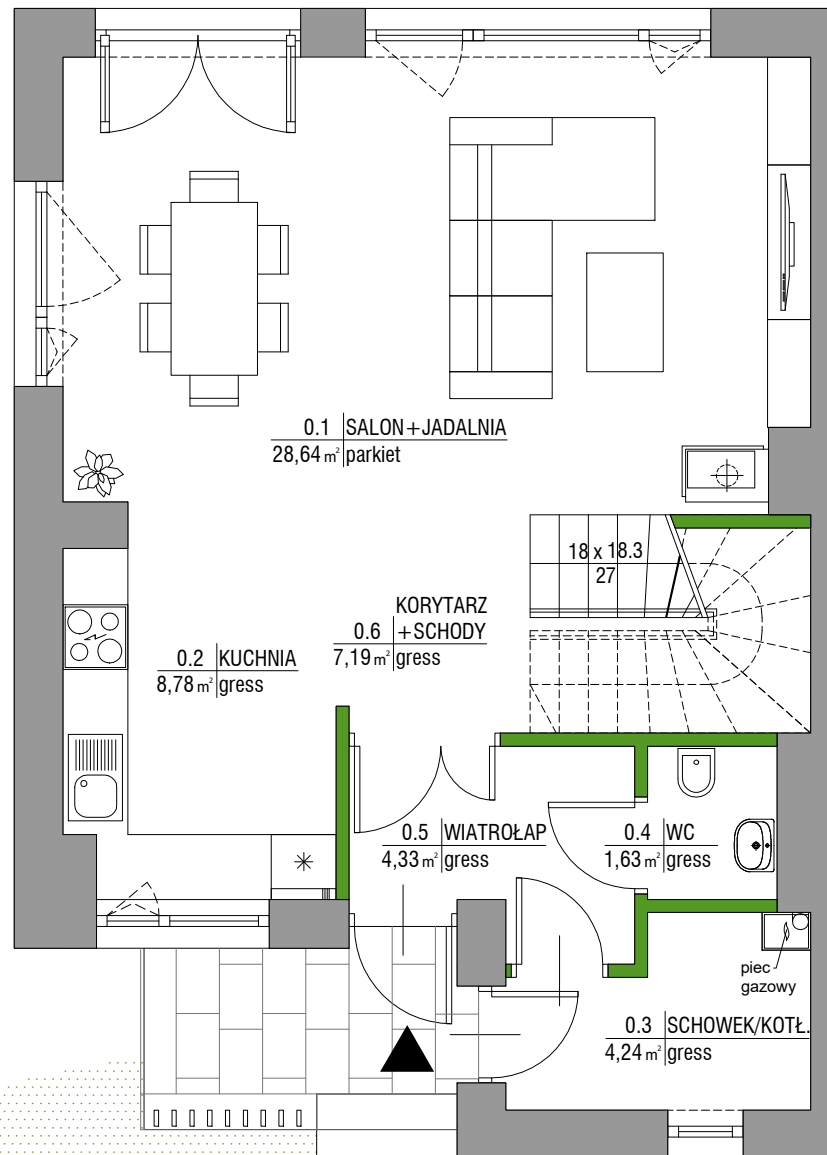 0.1 SALON+JADALNIA
28,64 m² parkiet
18 x 18.3
27
KORYTARZ
0.6 +SCHODY
7,19 m² gress
0.2 KUCHNIA
8,78 m² gress
0.5 WIATROŁAP
4,33 m² gress
0.4 WC
1,63 m² gress
piec
gazowy
0.3 SCHOWEK/KOTŁ.
4,24 m² gress